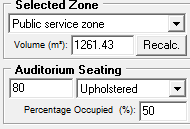 Selected Zone
Public service zone
Volume (m³): 1261.43 Recalc.
Auditorium Seating
80 Upholstered
Percentage Occupied (%): 50